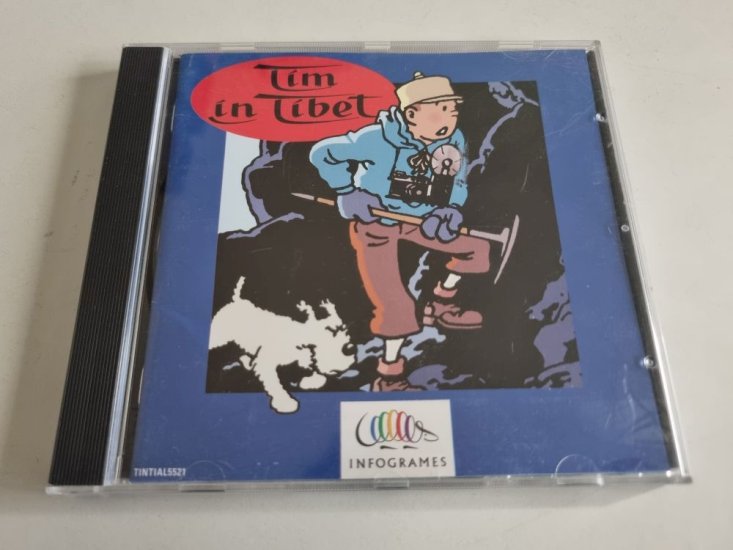 Tim
in Tibet
INFOGRAMES
TINTIAL5521